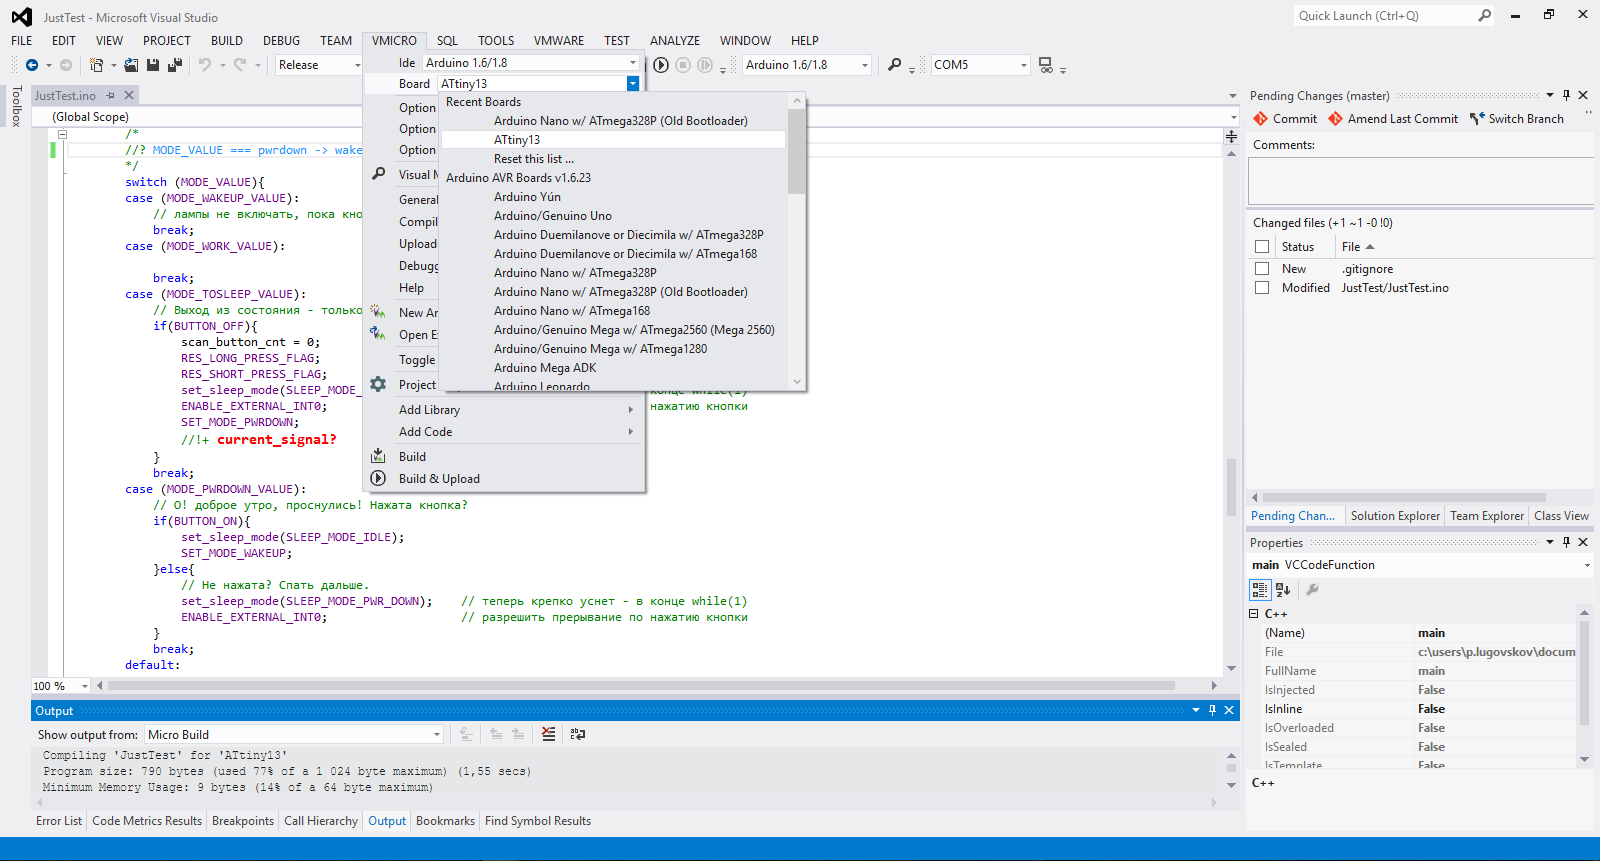 JustTest - Microsoft Visual Studio
Quick Launch (Ctrl+Q)
FILE EDIT VIEW PROJECT BUILD DEBUG TEAM VMICRO SQL TOOLS VMWARE TEST ANALYZE WINDOW HELP
Release
Ide Arduino 1.6/1.8
Arduino 1.6/1.8
COM5
Board ATtiny13
Toolbox
JustTest.ino
(Global Scope)
Option
Option
Option
Visual M
General
Compil
Upload
Debugg
Help
New Ar
Open E
Toggle
Project
Add Library
Add Code
Build
Build & Upload
Recent Boards
Arduino Nano w/ ATmega328P (Old Bootloader)
ATtiny13
Reset this list ...
Arduino AVR Boards v1.6.23
Arduino Yún
Arduino/Genuino Uno
Arduino Duemilanove or Diecimila w/ ATmega328P
Arduino Duemilanove or Diecimila w/ ATmega168
Arduino Nano w/ ATmega328P
Arduino Nano w/ ATmega328P (Old Bootloader)
Arduino Nano w/ ATmega168
Arduino/Genuino Mega w/ ATmega2560 (Mega 2560)
Arduino/Genuino Mega w/ ATmega1280
Arduino Mega ADK
Arduino Leonardo
/*
//? MODE_VALUE === pwrdown -> wake
*/
switch (MODE_VALUE){
case (MODE_WAKEUP_VALUE):
// лампы не включать, пока кно
break;
case (MODE_WORK_VALUE):
break;
case (MODE_TOSLEEP_VALUE):
// Выход из состояния - только
if(BUTTON_OFF){
scan_button_cnt = 0;
RES_LONG_PRESS_FLAG;
RES_SHORT_PRESS_FLAG;
set_sleep_mode(SLEEP_MODE_ конце while(1)
ENABLE_EXTERNAL_INT0; нажатию кнопки
SET_MODE_PWRDOWN;
//!+ current_signal?
}
break;
case (MODE_PWRDOWN_VALUE):
// О! доброе утро, проснулись! Нажата кнопка?
if(BUTTON_ON){
set_sleep_mode(SLEEP_MODE_IDLE);
SET_MODE_WAKEUP;
}else{
// Не нажата? Спать дальше.
set_sleep_mode(SLEEP_MODE_PWR_DOWN); // теперь крепко уснет - в конце while(1)
ENABLE_EXTERNAL_INT0; // разрешить прерывание по нажатию кнопки
}
break;
default:
100 %
Output
Show output from: Micro Build
Compiling 'JustTest' for 'ATtiny13'
Program size: 790 bytes (used 77% of a 1 024 byte maximum) (1,55 secs)
Minimum Memory Usage: 9 bytes (14% of a 64 byte maximum)
Error List Code Metrics Results Breakpoints Call Hierarchy Output Bookmarks Find Symbol Results
Pending Changes (master)
Commit Amend Last Commit Switch Branch
Comments:
Changed files (+1 ~1 -0 !0)
Status File
New .gitignore
Modified JustTest/JustTest.ino
Pending Chan... Solution Explorer Team Explorer Class View
Properties
main VCCodeFunction
C++
(Name) main
File c:\users\p.lugovskov\docum
FullName main
IsInjected False
IsInline False
IsOverloaded False
IsSealed False
IsTemplate False
C++